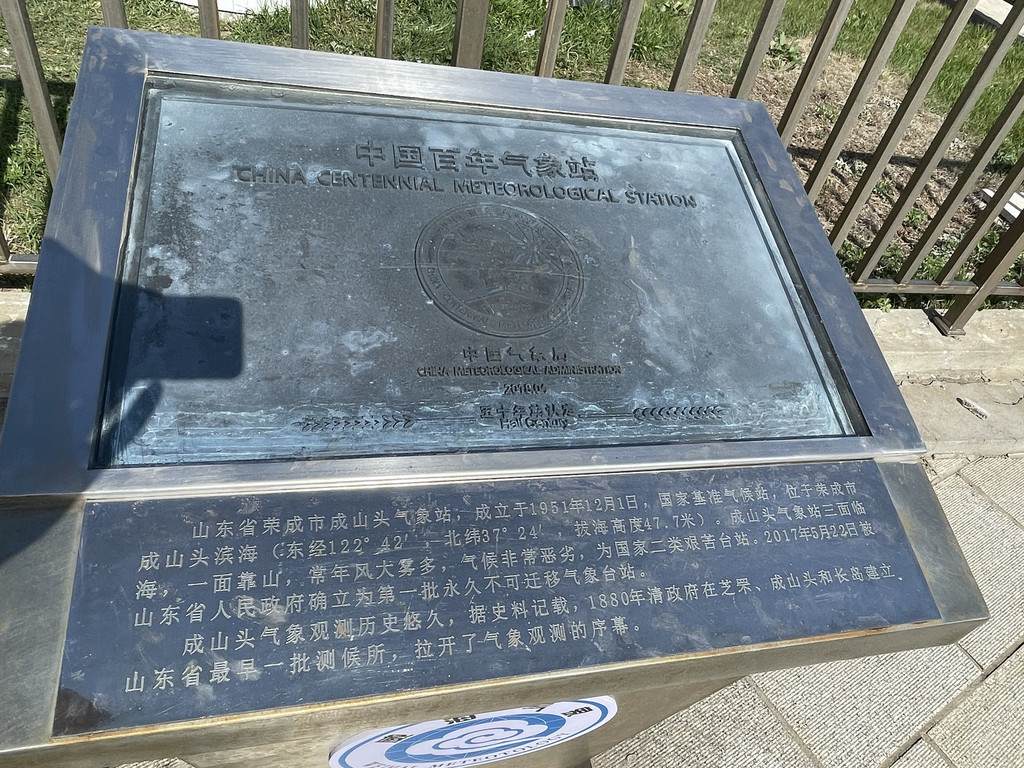 中国百年气象站
CHINA CENTENNIAL METEOROLOGICAL STATION
中国气象局
CHINA METEOROLOGICAL ADMINISTRATION
2018.04
五十年站认定
Half Century
山东省荣成市成山头气象站，成立于1951年12月1日，国家基准气候站，位于荣成市
成山头滨海（东经122°42′，北纬37°24′，拔海高度47.7米）。成山头气象站三面临
海，一面靠山，常年风大雾多，气候非常恶劣，为国家二类艰苦台站。2017年5月22日被
山东省人民政府确立为第一批永久不可迁移气象台站。
成山头气象观测历史悠久，据史料记载，1880年清政府在芝罘、成山头和长岛建立
山东省最早一批测候所，拉开了气象观测的序幕。